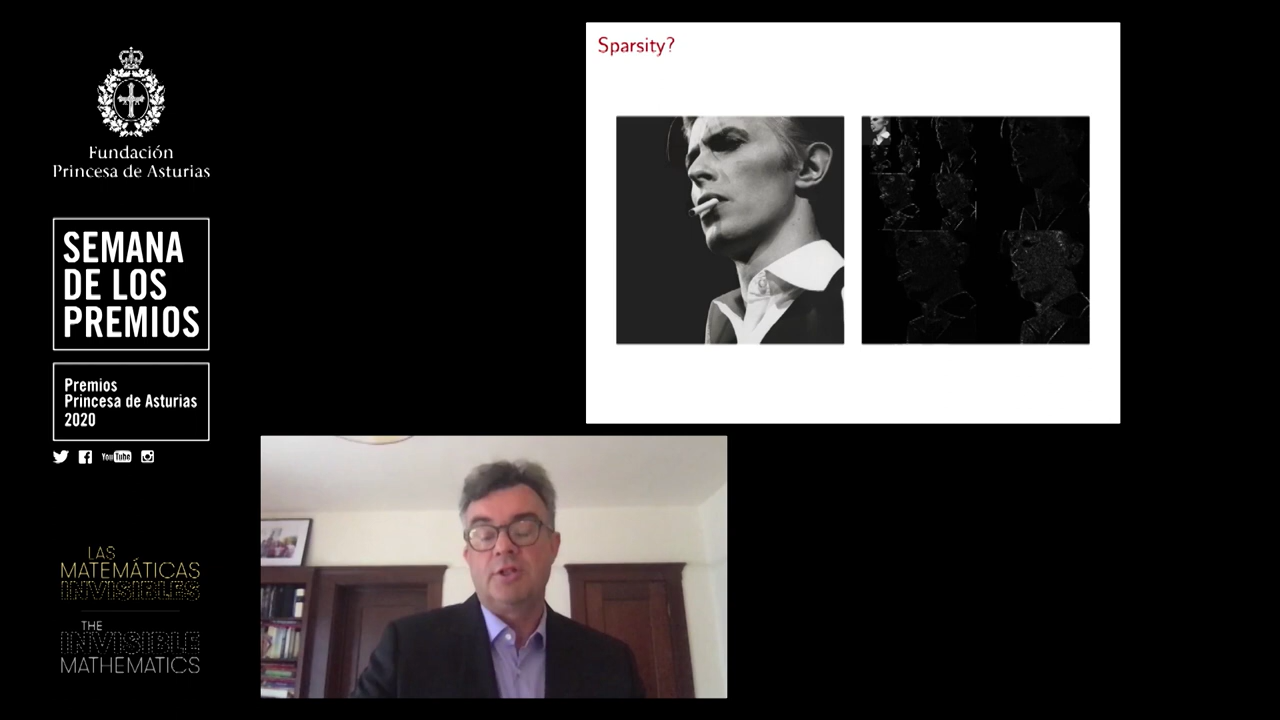 Fundación
Princesa de Asturias
SEMANA
DE LOS
PREMIOS
Premios
Princesa de Asturias
2020
YouTube
LAS
MATEMÁTICAS
INVISIBLES
THE
INVISIBLE
MATHEMATICS
Sparsity?